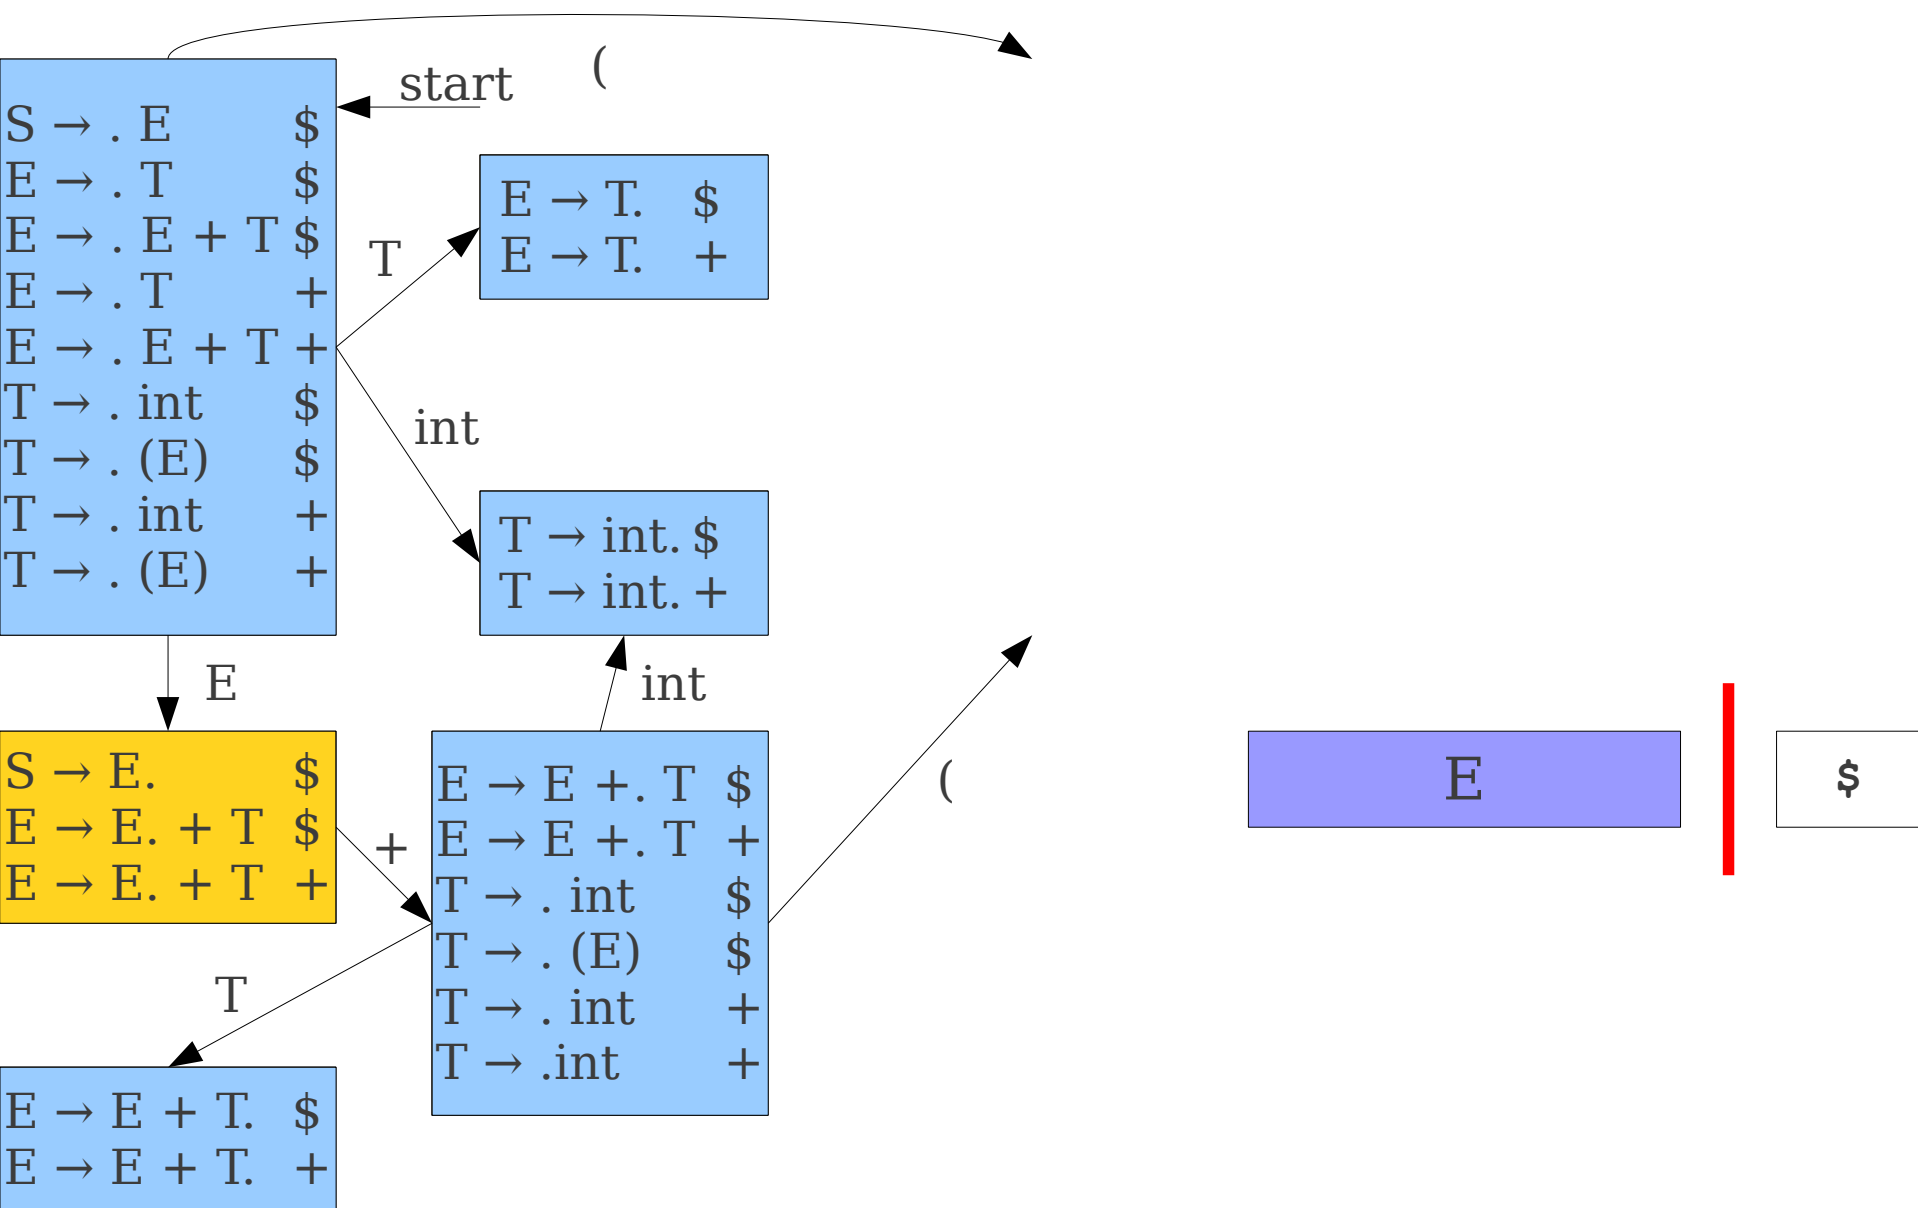 (
start
S → . E $
E → . T $
E → . E + T $
E → . T +
E → . E + T +
T → . int $
T → . (E) $
T → . int +
T → . (E) +
T
E → T. $
E → T. +
int
T → int. $
T → int. +
E
int
S → E. $
E → E. + T $
E → E. + T +
+
E → E +. T $
E → E +. T +
T → . int $
T → . (E) $
T → . int +
T → .int +
(
E
$
T
E → E + T. $
E → E + T. +